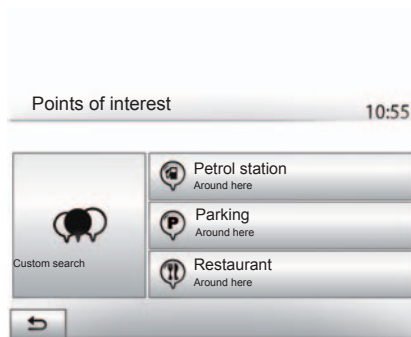 Points of interest
10:55
Petrol station
Around here
P
Parking
Around here
Custom search
Restaurant
Around here